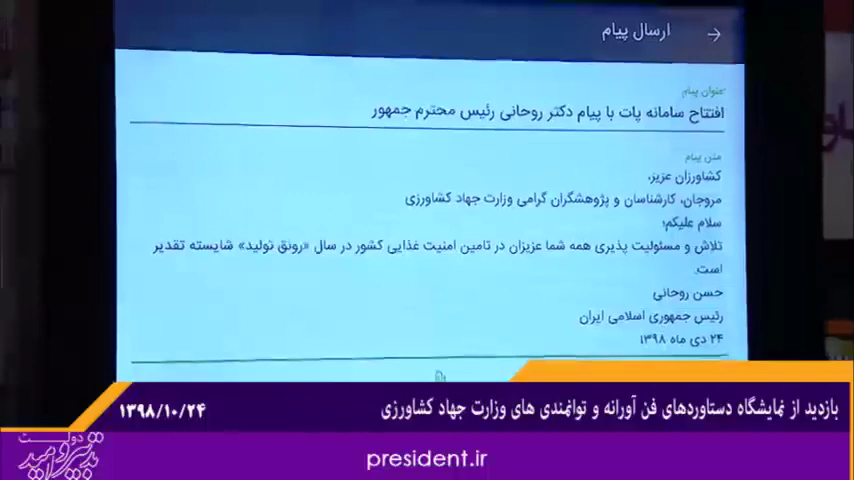 ارسال پیام
عنوان پیام
افتتاح سامانه پات با پیام دکتر روحانی رئیس محترم جمهور
متن پیام
کشاورزان عزیز،
مروجان، کارشناسان و پژوهشگران گرامی وزارت جهاد کشاورزی
سلام علیکم؛
تلاش و مسئولیت پذیری همه شما عزیزان در تامین امنیت غذایی کشور در سال «رونق تولید» شایسته تقدیر
است.
حسن روحانی
رئیس جمهوری اسلامی ایران
۲۴ دی ماه ۱۳۹۸
بازدید از نمایشگاه دستاوردهای فن آورانه و توانمندی های وزارت جهاد کشاورزی
۱۳۹۸/۱۰/۲۴
دولت
تدبیر و امید
president.ir